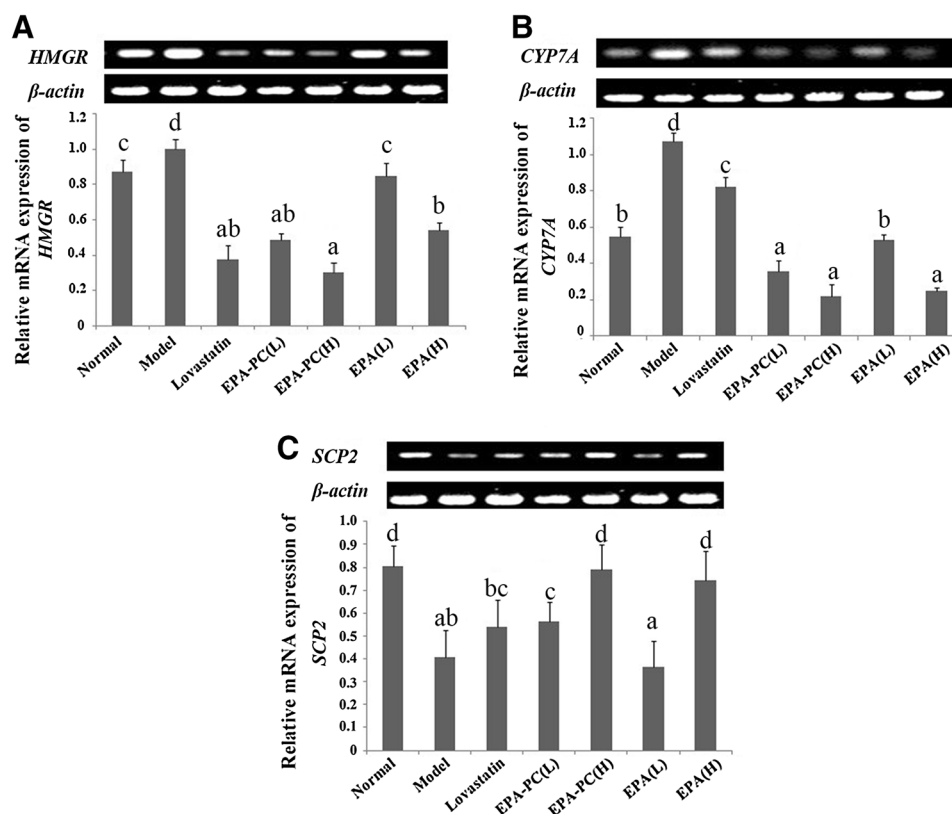 A
HMGR
β-actin
Relative mRNA expression of
HMGR
1.2
1
0.8
0.6
0.4
0.2
0
c
d
ab
ab
a
c
b
Normal
Model
Lovastatin
EPA-PC(L)
EPA-PC(H)
EPA(L)
EPA(H)
B
CYP7A
β-actin
Relative mRNA expression of
CYP7A
1.2
1.0
0.8
0.6
0.4
0.2
0
b
d
c
a
a
b
a
Normal
Model
Lovastatin
EPA-PC(L)
EPA-PC(H)
EPA(L)
EPA(H)
C
SCP2
β-actin
Relative mRNA expression of
SCP2
1.0
0.9
0.8
0.7
0.6
0.5
0.4
0.3
0.2
0.1
0
d
ab
bc
c
d
a
d
Normal
Model
Lovastatin
EPA-PC(L)
EPA-PC(H)
EPA(L)
EPA(H)